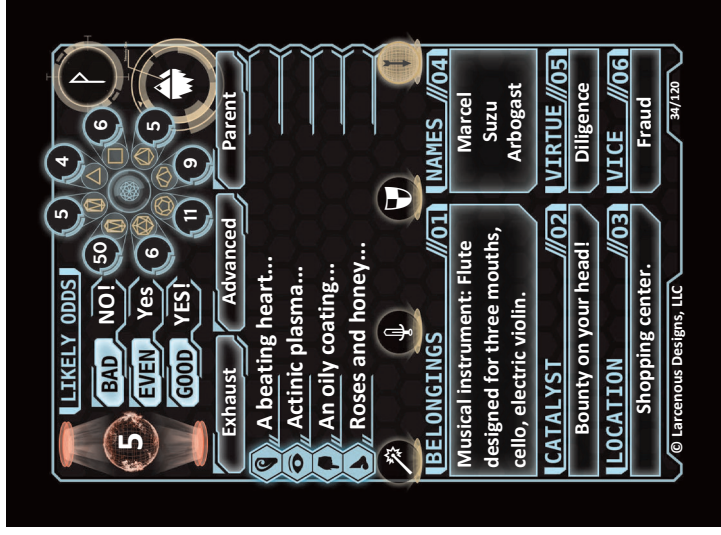 5
LIKELY ODDS
BAD NO!
EVEN Yes
GOOD YES!
50
5
4
6
5
9
11
6
ᚹ
Exhaust
Advanced
Parent
A beating heart...
Actinic plasma...
An oily coating...
Roses and honey...
BELONGINGS //01
Musical instrument: Flute
designed for three mouths,
cello, electric violin.
NAMES //04
Marcel
Suzu
Arbogast
CATALYST //02
Bounty on your head!
VIRTUE //05
Diligence
LOCATION //03
Shopping center.
VICE //06
Fraud
© Larcenous Designs, LLC
34/120